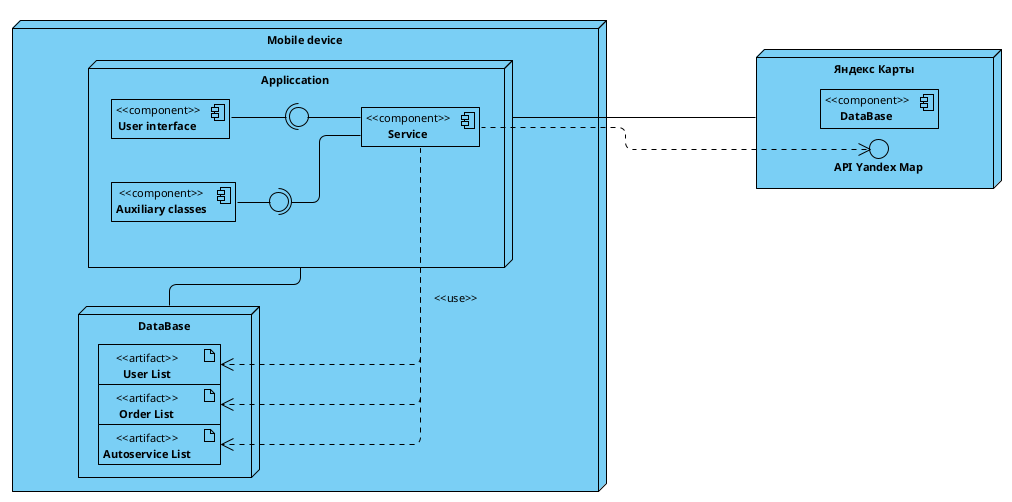 Mobile device
Appliccation
<<component>>
User interface
<<component>>
Service
<<component>>
Auxiliary classes
<<use>>
DataBase
<<artifact>>
User List
<<artifact>>
Order List
<<artifact>>
Autoservice List
Яндекс Карты
<<component>>
DataBase
API Yandex Map